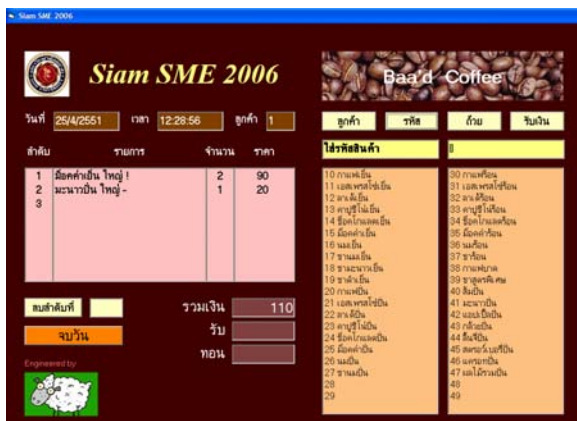 Siam SME 2006
Siam SME 2006
Baa'd Coffee
วันที่ 25/4/2551 เวลา 12:28:56 ลูกค้า 1
ลูกค้า รหัส ถ้วย รับเงิน
ลำดับ รายการ จำนวน ราคา
ใส่รหัสสินค้า 0
1 มือคค่าเย็น ใหญ่ ! 2 90
2 มะนาวปั่น ใหญ่ - 1 20
3
ลบลำดับที่
จบวัน
รวมเงิน 110
รับ
ทอน
Engineered by
10 กาแฟเย็น
11 เอสเพรสโซ่เย็น
12 ลาเต้เย็น
13 คาปูชิโน่เย็น
14 ช็อคโกแลตเย็น
15 มือคค่าเย็น
16 นมเย็น
17 ชานมเย็น
18 ชามะนาวเย็น
19 ชาดำเย็น
20 กาแฟปั่น
21 เอสเพรสโซ่ปั่น
22 ลาเต้ปั่น
23 คาปูชิโน่ปั่น
24 ช็อคโกแลตปั่น
25 มือคค่าปั่น
26 นมปั่น
27 ชานมปั่น
28
29
30 กาแฟร้อน
31 เอสเพรสโซ่ร้อน
32 ลาเต้ร้อน
33 คาปูชิโน่ร้อน
34 ช็อคโกแลตร้อน
35 มือคค่าร้อน
36 นมร้อน
37 ชาร้อน
38 กาแฟบาด
39 ชาสูตรพิเศษ
40 ส้มปั่น
41 มะนาวปั่น
42 แอปเปิ้ลปั่น
43 กล้วยปั่น
44 ลิ้นจี่ปั่น
45 สตรอว์เบอรี่ปั่น
46 แครอทปั่น
47 ผลไม้รวมปั่น
48
49